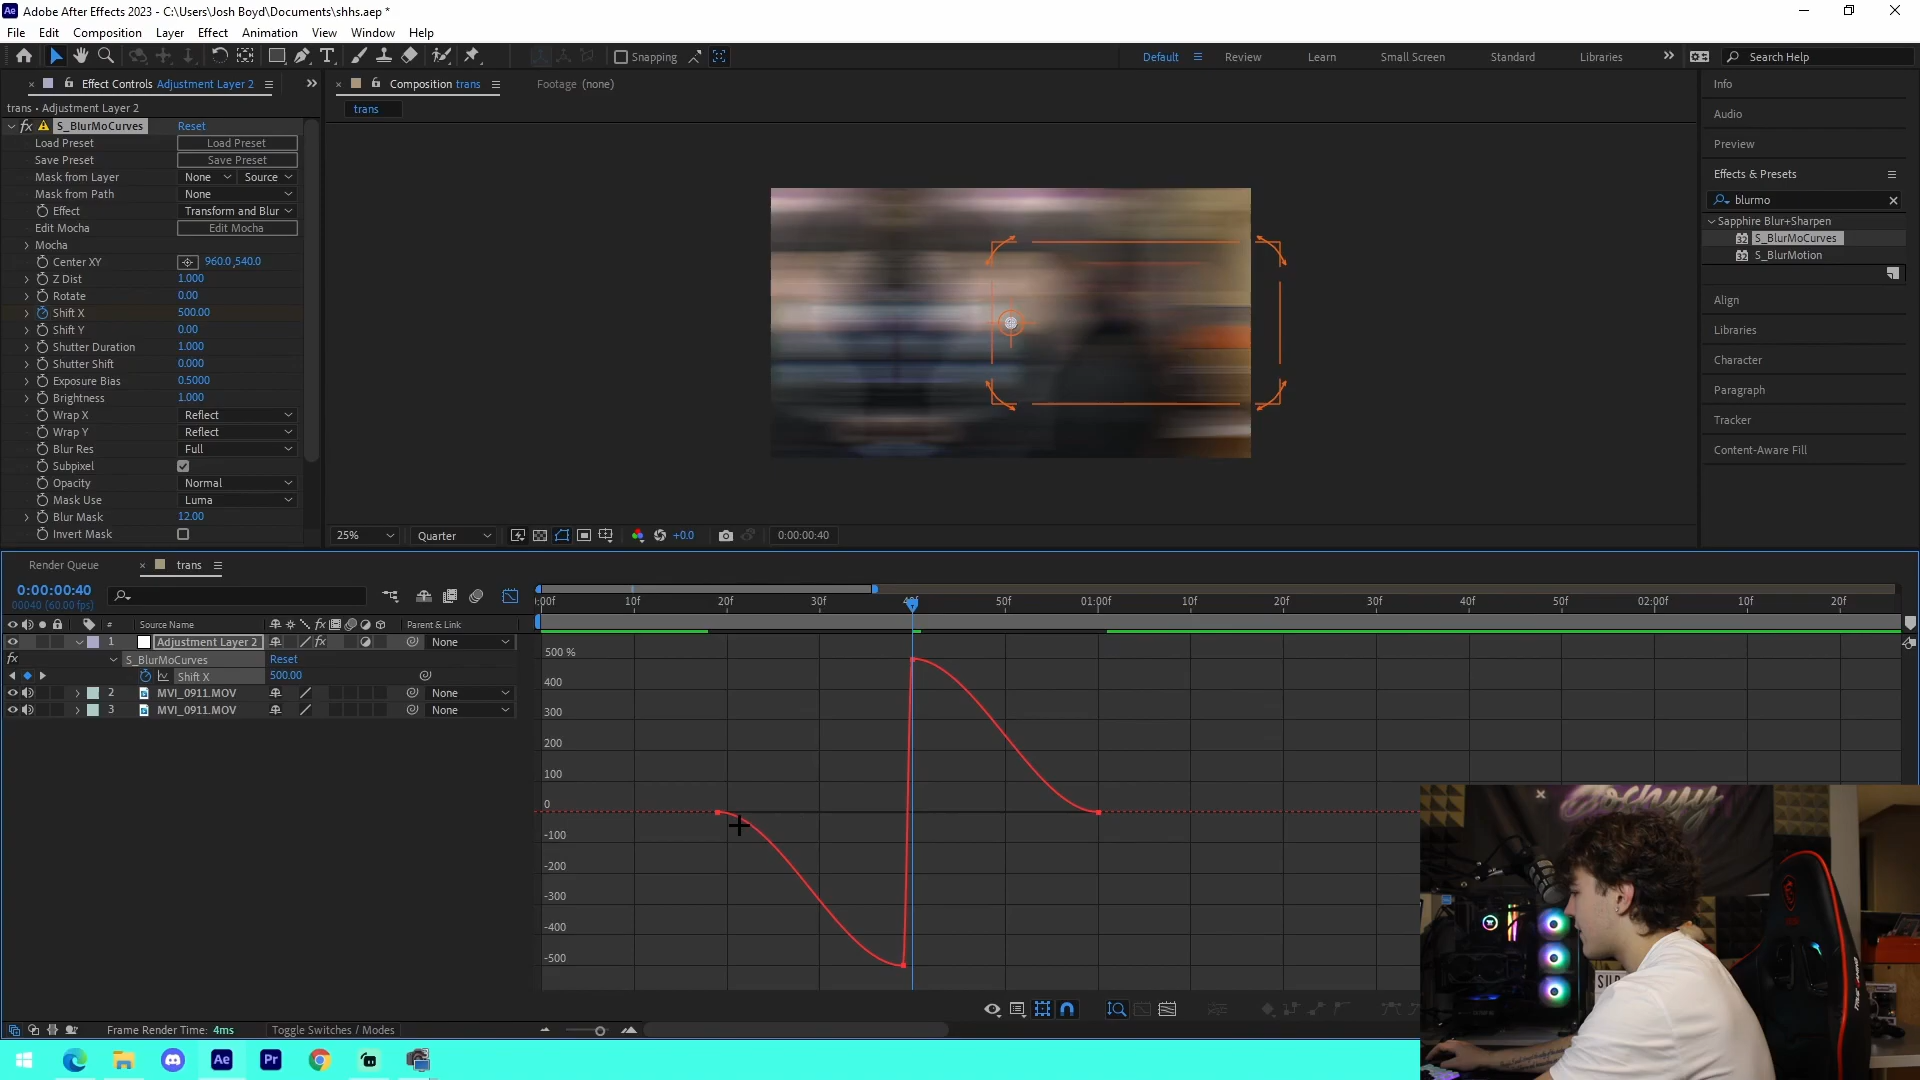 Adobe After Effects 2023 - C:\Users\Josh Boyd\Documents\shhs.aep *
File Edit Composition Layer Effect Animation View Window Help
Snapping
Default Review Learn Small Screen Standard Libraries Search Help
Effect Controls Adjustment Layer 2
Composition trans Footage (none)
trans
trans • Adjustment Layer 2
fx S_BlurMoCurves Reset
Load Preset Load Preset
Save Preset Save Preset
Mask from Layer None Source
Mask from Path None
Effect Transform and Blur
Edit Mocha Edit Mocha
Mocha
Center XY 960.0,540.0
Z Dist 1.000
Rotate 0.00
Shift X 500.00
Shift Y 0.00
Shutter Duration 1.000
Shutter Shift 0.000
Exposure Bias 0.5000
Brightness 1.000
Wrap X Reflect
Wrap Y Reflect
Blur Res Full
Subpixel
Opacity Normal
Mask Use Luma
Blur Mask 12.00
Invert Mask
25% Quarter +0.0 0:00:00:40
Info
Audio
Preview
Effects & Presets
blurmo
Sapphire Blur+Sharpen
32 S_BlurMoCurves
32 S_BlurMotion
Align
Libraries
Character
Paragraph
Tracker
Content-Aware Fill
Render Queue trans
0:00:00:40
00040 (60.00 fps)
:00f 10f 20f 30f 40f 50f 01:00f 10f 20f 30f 40f 50f 02:00f 10f 20f
# Source Name fx Parent & Link
1 Adjustment Layer 2 fx None
fx S_BlurMoCurves Reset
Shift X 500.00
2 MVI_0911.MOV None
3 MVI_0911.MOV None
500 %
400
300
200
100
0
-100
-200
-300
-400
-500
Frame Render Time: 4ms Toggle Switches / Modes
Ae Pr